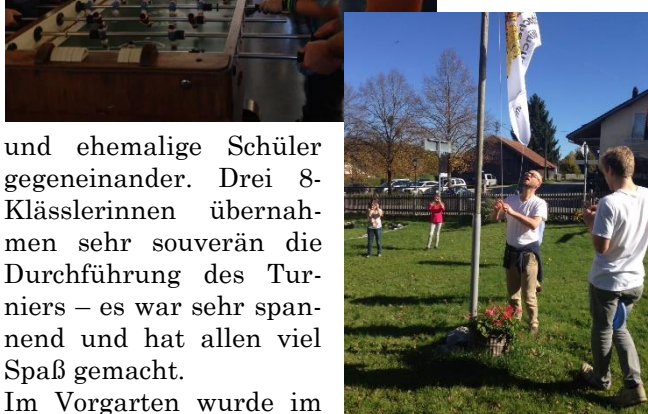 und ehemalige Schüler
gegeneinander. Drei 8-
Klässlerinnen übernah-
men sehr souverän die
Durchführung des Tur-
niers – es war sehr span-
nend und hat allen viel
Spaß gemacht.
Im Vorgarten wurde im